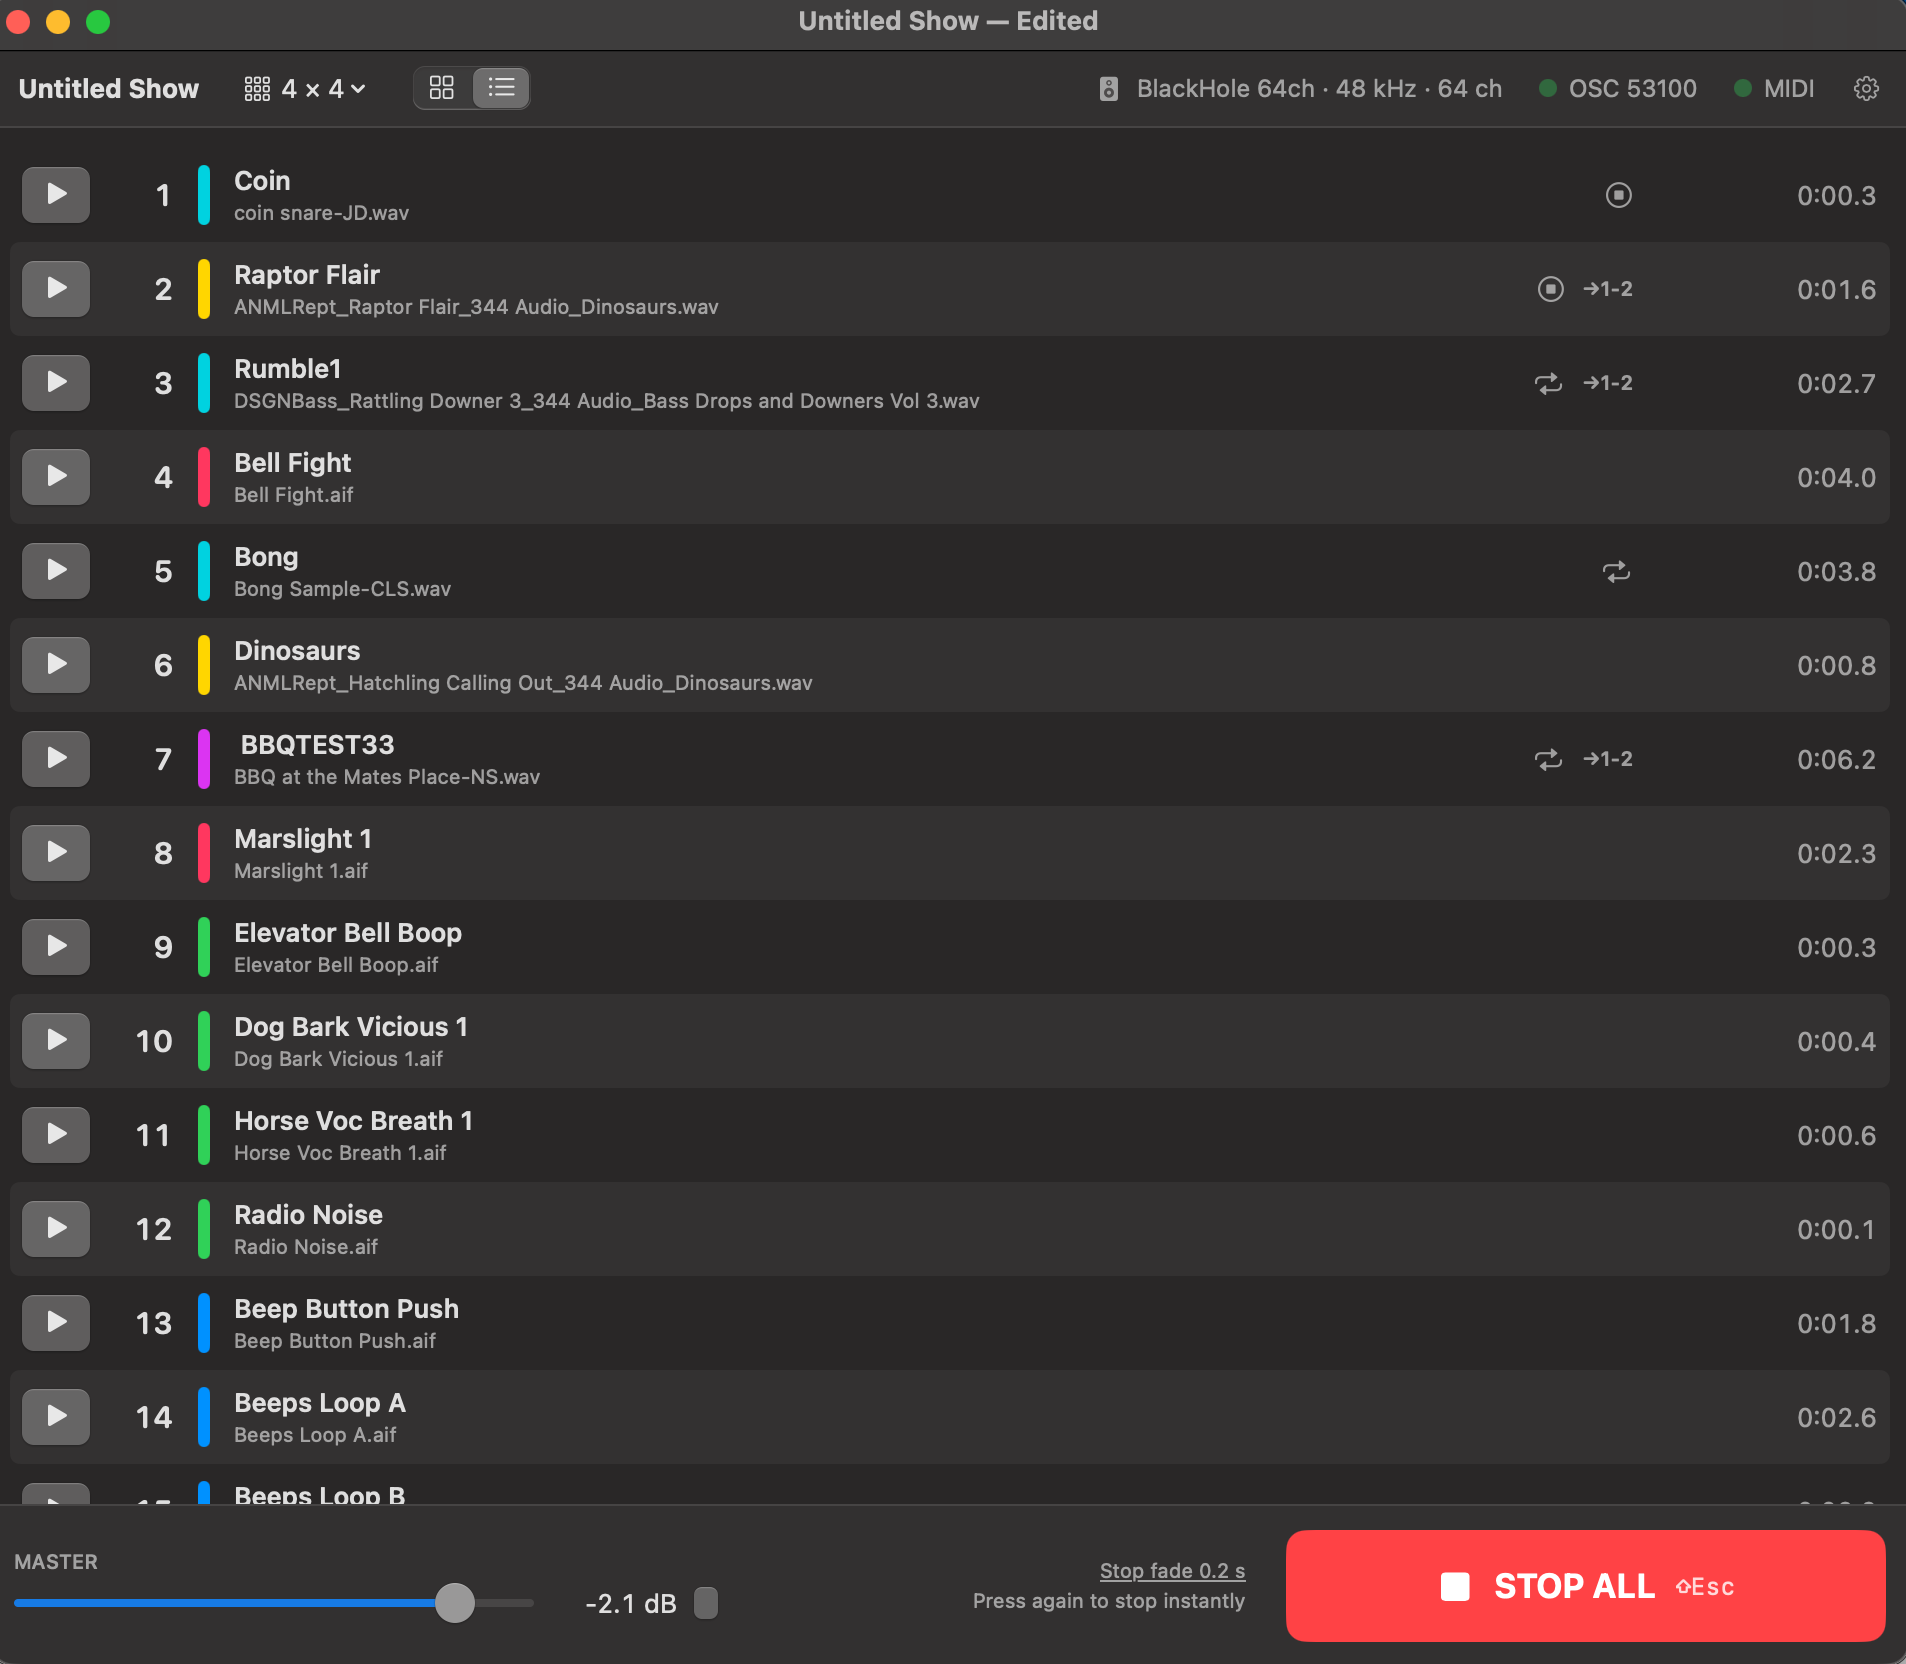 Untitled Show — Edited
Untitled Show
4 × 4
BlackHole 64ch · 48 kHz · 64 ch
OSC 53100
MIDI
1
Coin
coin snare-JD.wav
0:00.3
2
Raptor Flair
ANMLRept_Raptor Flair_344 Audio_Dinosaurs.wav
→1-2
0:01.6
3
Rumble1
DSGNBass_Rattling Downer 3_344 Audio_Bass Drops and Downers Vol 3.wav
→1-2
0:02.7
4
Bell Fight
Bell Fight.aif
0:04.0
5
Bong
Bong Sample-CLS.wav
0:03.8
6
Dinosaurs
ANMLRept_Hatchling Calling Out_344 Audio_Dinosaurs.wav
0:00.8
7
BBQTEST33
BBQ at the Mates Place-NS.wav
→1-2
0:06.2
8
Marslight 1
Marslight 1.aif
0:02.3
9
Elevator Bell Boop
Elevator Bell Boop.aif
0:00.3
10
Dog Bark Vicious 1
Dog Bark Vicious 1.aif
0:00.4
11
Horse Voc Breath 1
Horse Voc Breath 1.aif
0:00.6
12
Radio Noise
Radio Noise.aif
0:00.1
13
Beep Button Push
Beep Button Push.aif
0:01.8
14
Beeps Loop A
Beeps Loop A.aif
0:02.6
Beeps Loop B
MASTER
-2.1 dB
Stop fade 0.2 s
Press again to stop instantly
STOP ALL ⇧Esc